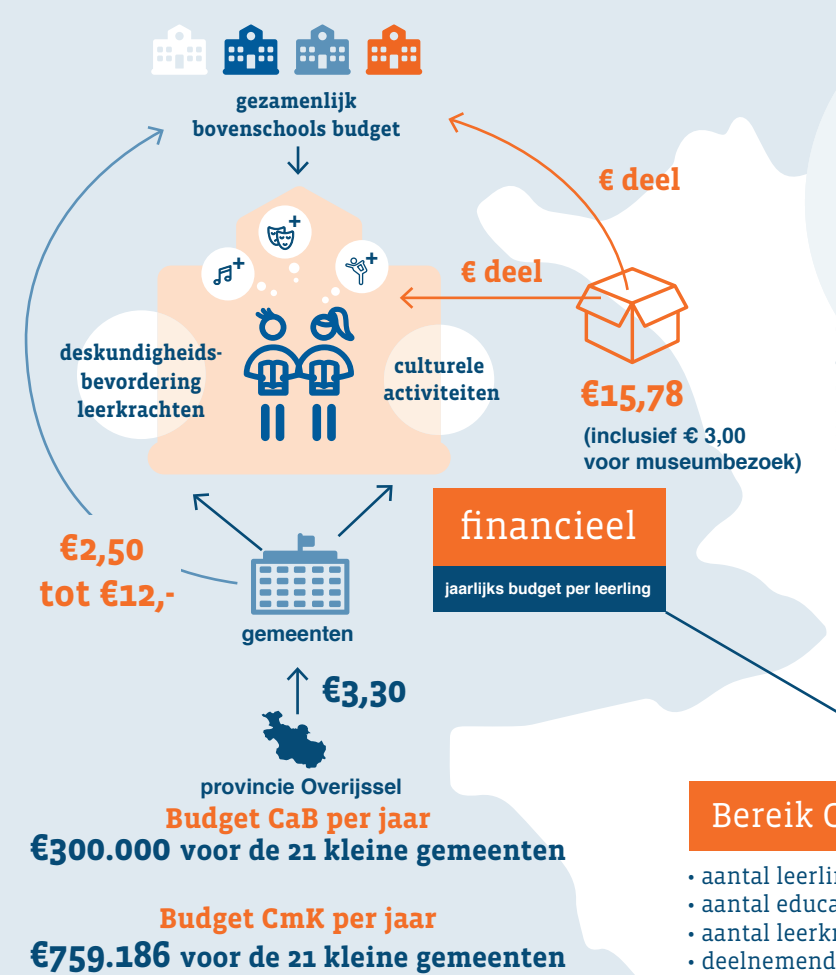 gezamenlijk
bovenschools budget
€ deel
€ deel
deskundigheids-
bevordering
leerkrachten
culturele
activiteiten
€15,78
(inclusief € 3,00
voor museumbezoek)
financieel
jaarlijks budget per leerling
€2,50
tot €12,-
gemeenten
€3,30
provincie Overijssel
Budget CaB per jaar
€300.000 voor de 21 kleine gemeenten
Budget CmK per jaar
€759.186 voor de 21 kleine gemeenten
Bereik
• aantal
• aantal
• aantal
• deelnemend